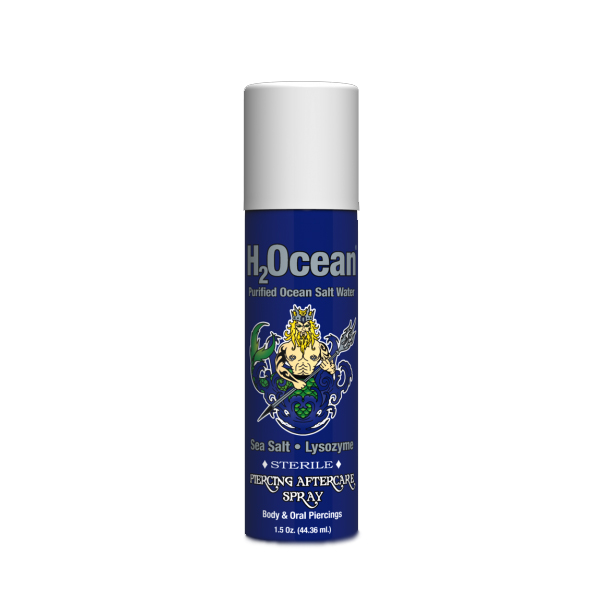 H₂Ocean
Purified Ocean Salt Water
Sea Salt • Lysozyme
♦ STERILE ♦
PIERCING AFTERCARE
SPRAY
Body & Oral Piercings
1.5 Oz. (44.36 ml.)